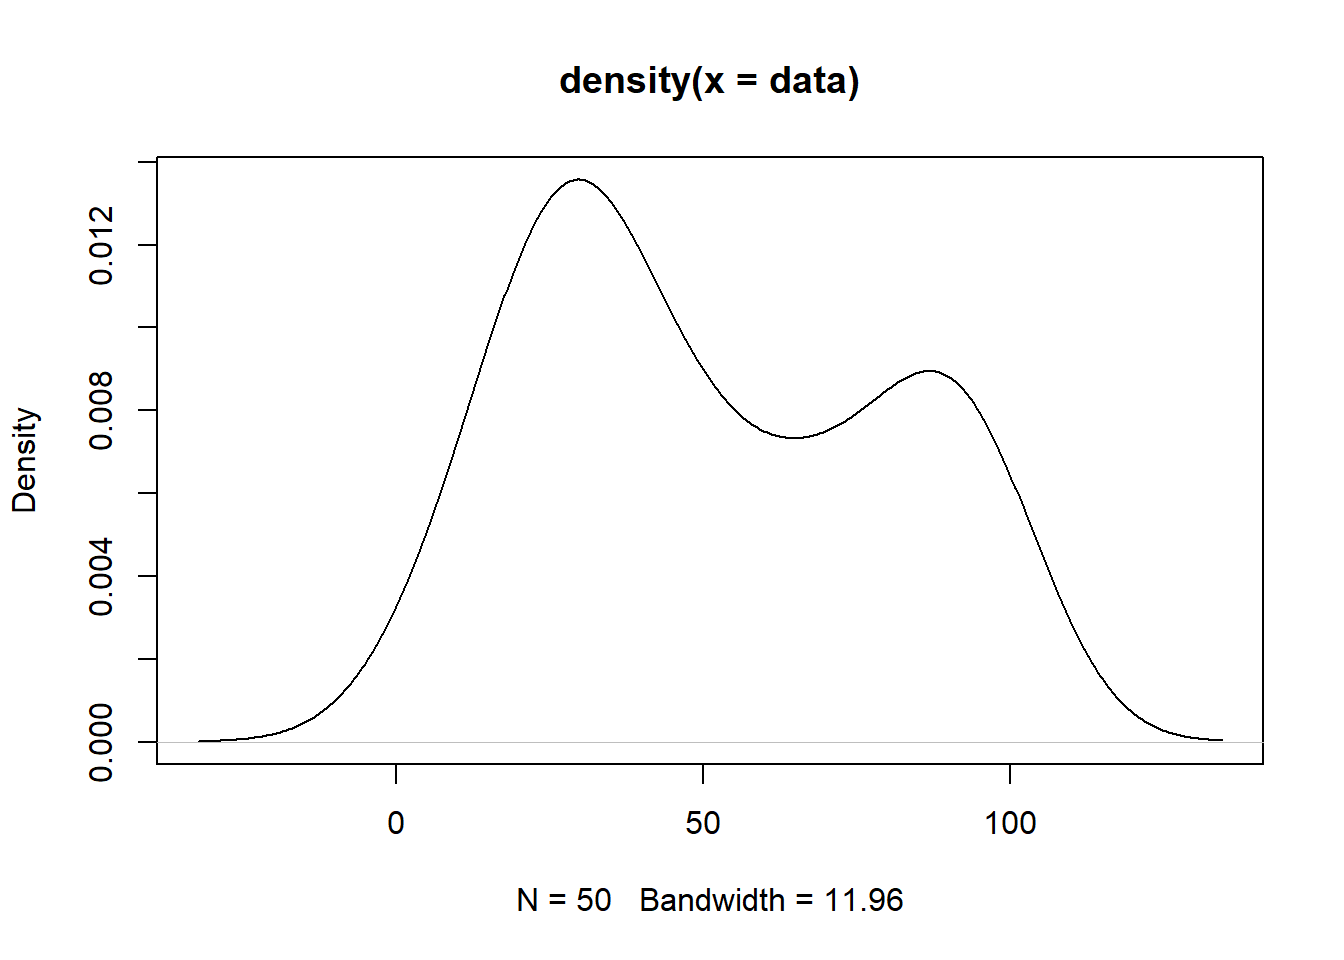 density(x = data)
Density
0.012
0.008
0.004
0.000
0 50 100
N = 50 Bandwidth = 11.96